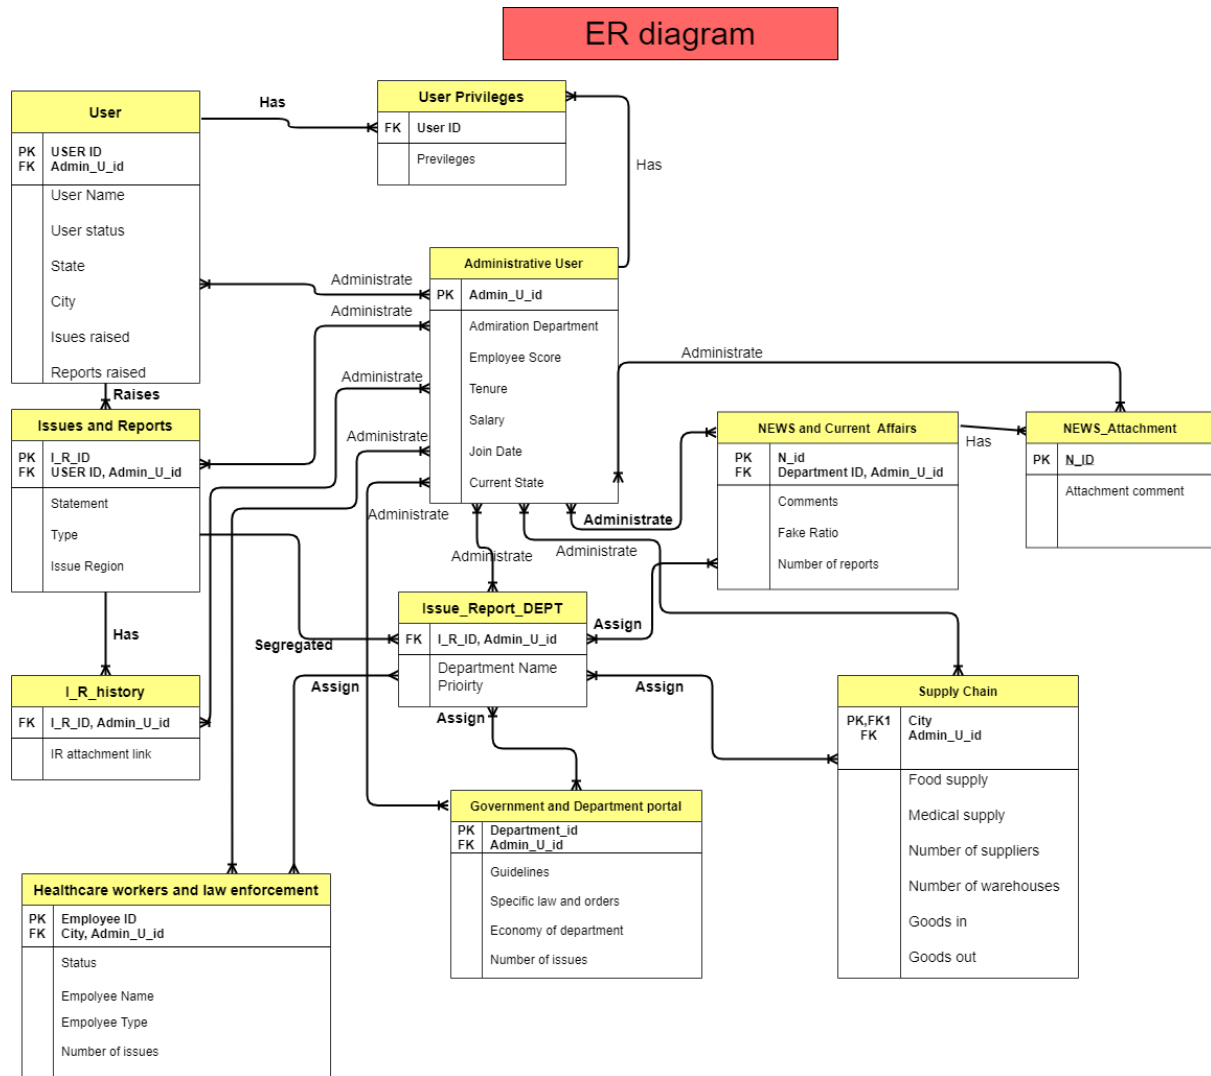 ER diagram
User
PK USER ID
FK Admin_U_id
User Name
User status
State
City
Isues raised
Reports raised
Has
User Privileges
FK User ID
Previleges
Has
Administrative User
PK Admin_U_id
Admiration Department
Employee Score
Tenure
Salary
Join Date
Current State
Administrate
Administrate
Administrate
Administrate
Administrate
Administrate
Administrate
Administrate
Administrate
Raises
Issues and Reports
PK I_R_ID
FK USER ID, Admin_U_id
Statement
Type
Issue Region
Has
Segregated
I_R_history
FK I_R_ID, Admin_U_id
IR attachment link
NEWS and Current Affairs
PK N_id
FK Department ID, Admin_U_id
Comments
Fake Ratio
Number of reports
Has
NEWS_Attachment
PK N_ID
Attachment comment
Issue_Report_DEPT
FK I_R_ID, Admin_U_id
Department Name
Prioirty
Assign
Assign
Assign
Assign
Supply Chain
PK,FK1 City
FK Admin_U_id
Food supply
Medical supply
Number of suppliers
Number of warehouses
Goods in
Goods out
Government and Department portal
PK Department_id
FK Admin_U_id
Guidelines
Specific law and orders
Economy of department
Number of issues
Healthcare workers and law enforcement
PK Employee ID
FK City, Admin_U_id
Status
Empolyee Name
Empolyee Type
Number of issues